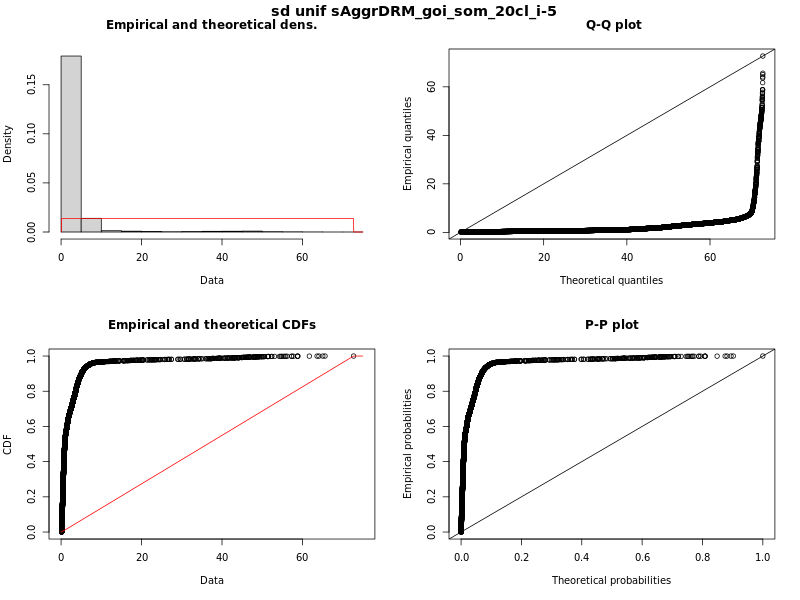 sd unif sAggrDRM_goi_som_20cl_i-5
Empirical and theoretical dens.
Density
0.00 0.05 0.10 0.15
0 20 40 60
Data
Q-Q plot
Empirical quantiles
0 20 40 60
0 20 40 60
Theoretical quantiles
Empirical and theoretical CDFs
CDF
0.0 0.2 0.4 0.6 0.8 1.0
0 20 40 60
Data
P-P plot
Empirical probabilities
0.0 0.2 0.4 0.6 0.8 1.0
0.0 0.2 0.4 0.6 0.8 1.0
Theoretical probabilities